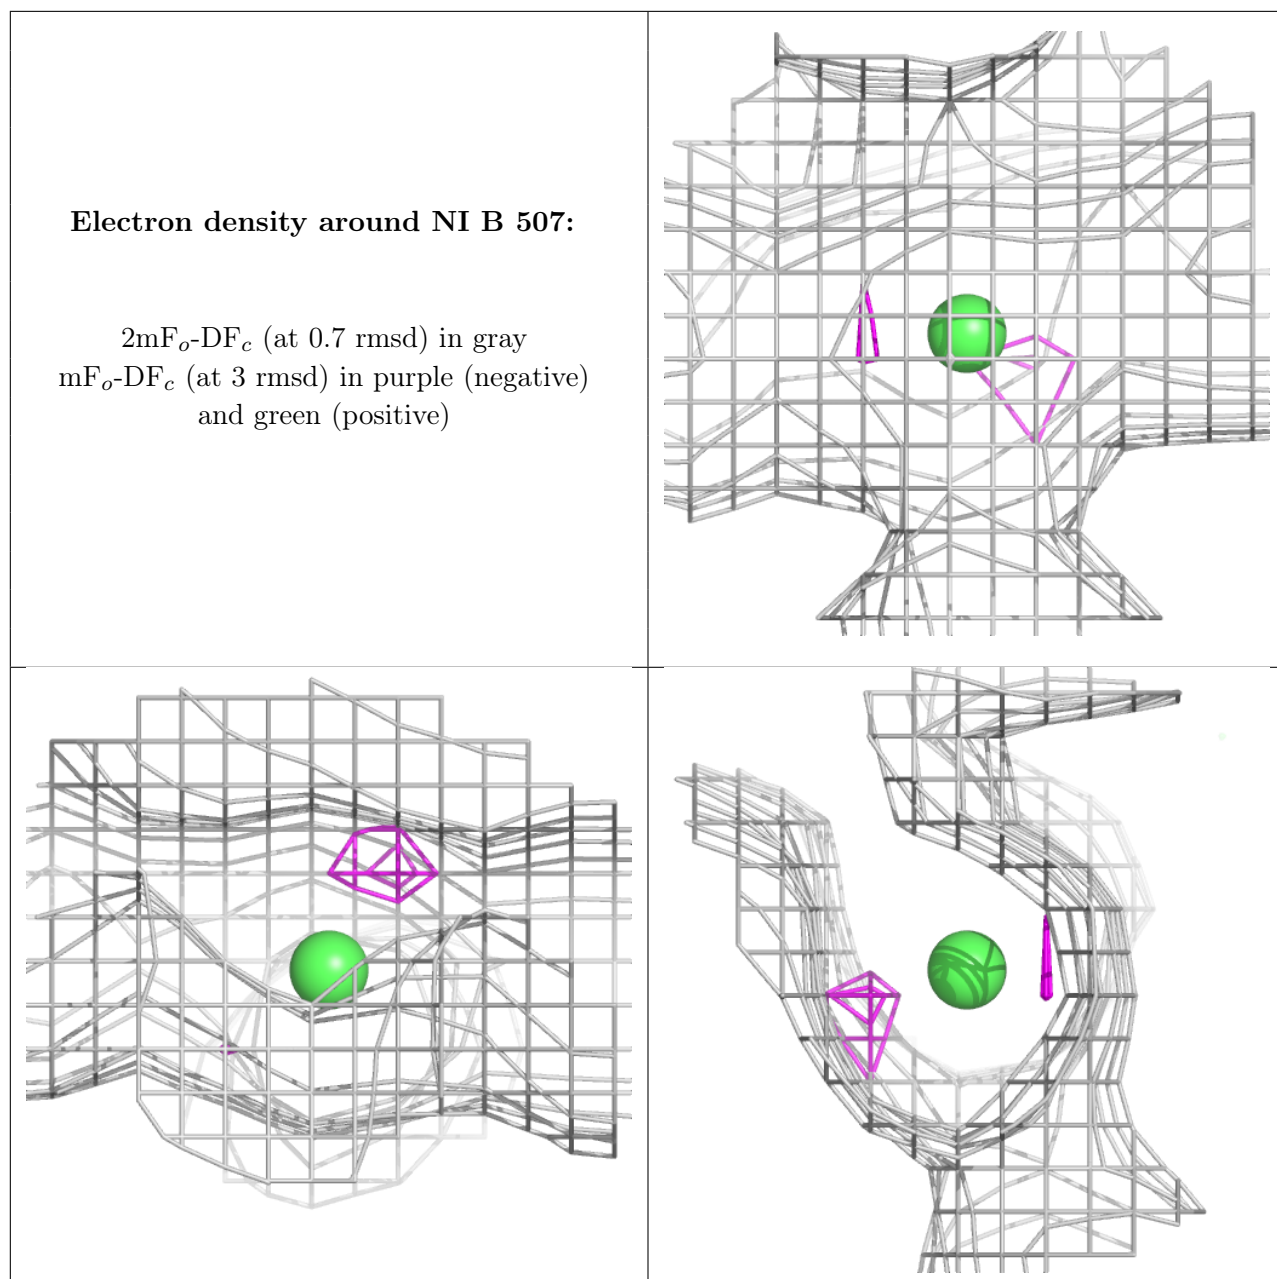 Electron density around NI B 507:
2mFo-DFc (at 0.7 rmsd) in gray
mFo-DFc (at 3 rmsd) in purple (negative)
and green (positive)